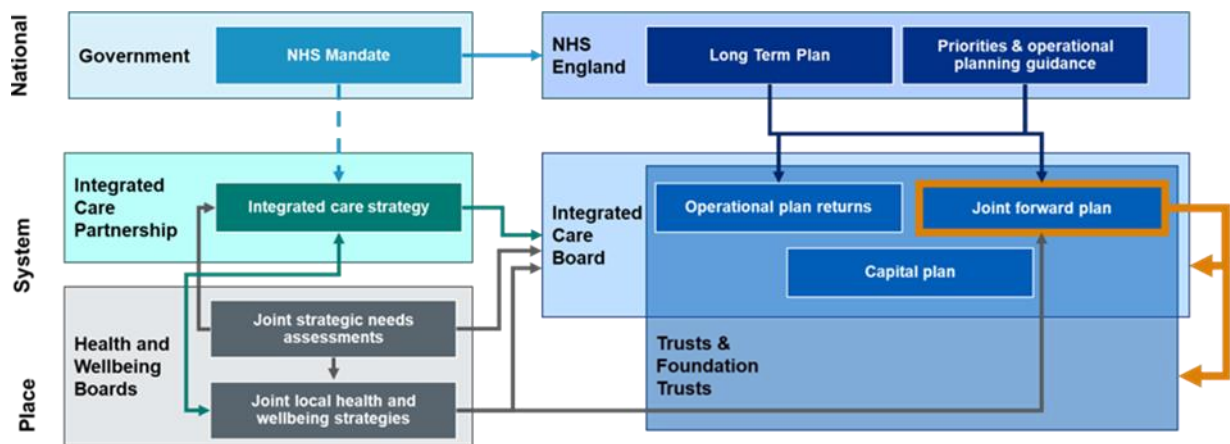 National
Government
NHS Mandate
NHS
England
Long Term Plan
Priorities & operational
planning guidance
System
Integrated
Care
Partnership
Integrated care strategy
Integrated
Care
Board
Operational plan returns
Joint forward plan
Capital plan
Place
Health and
Wellbeing
Boards
Joint strategic needs
assessments
Joint local health and
wellbeing strategies
Trusts &
Foundation
Trusts